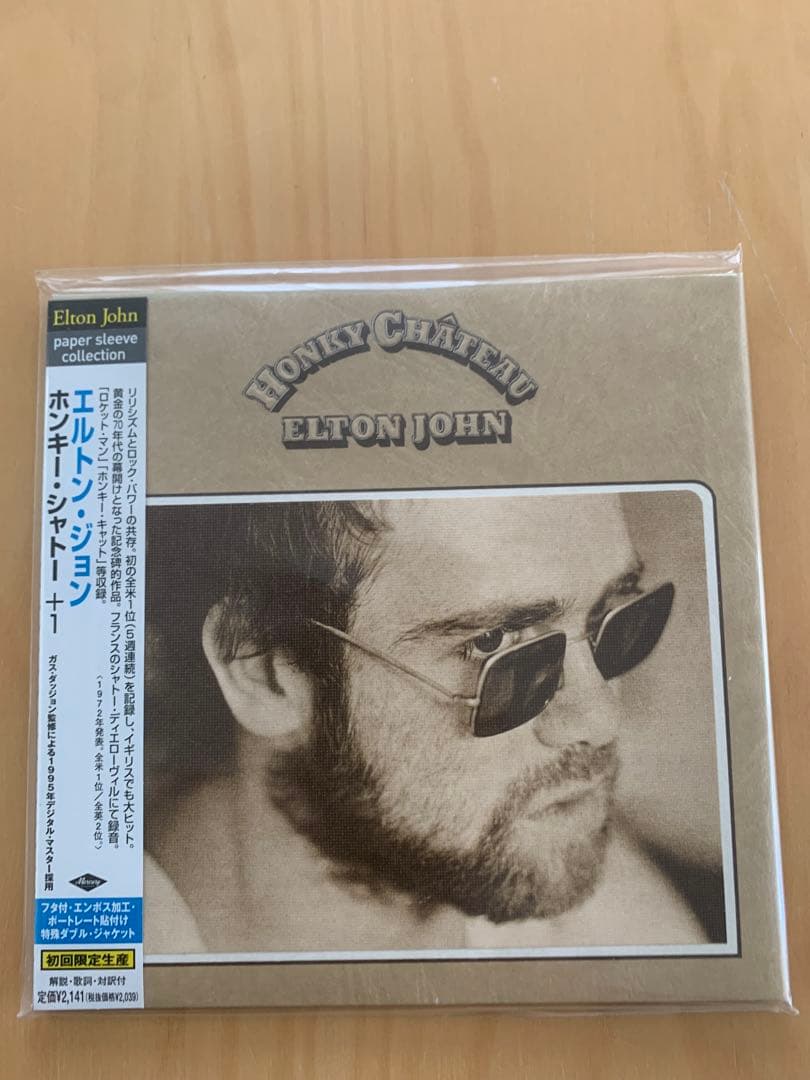 Elton John
paper sleeve
collection
エルトン・ジョン
ホンキー・シャトー +1
リリシズムとロック・パワーの共存。初の全米1位(5週連続)を記録し、イギリスでも大ヒット。
黄金の70年代の幕開けとなった記念碑的作品。フランスのシャトー・ディエローヴィルにて録音。
「ロケット・マン」「ホンキー・キャット」等収録。
〈1972年発表。全米1位/全英2位。〉
ガス・ダッジョン監修による1995年デジタル・マスター採用
Mercury
フタ付・エンボス加工・
ポートレート貼付け
特殊ダブル・ジャケット
初回限定生産
解説・歌詞・対訳付
定価¥2,141(税抜価格¥2,039)
HONKY CHÂTEAU
ELTON JOHN